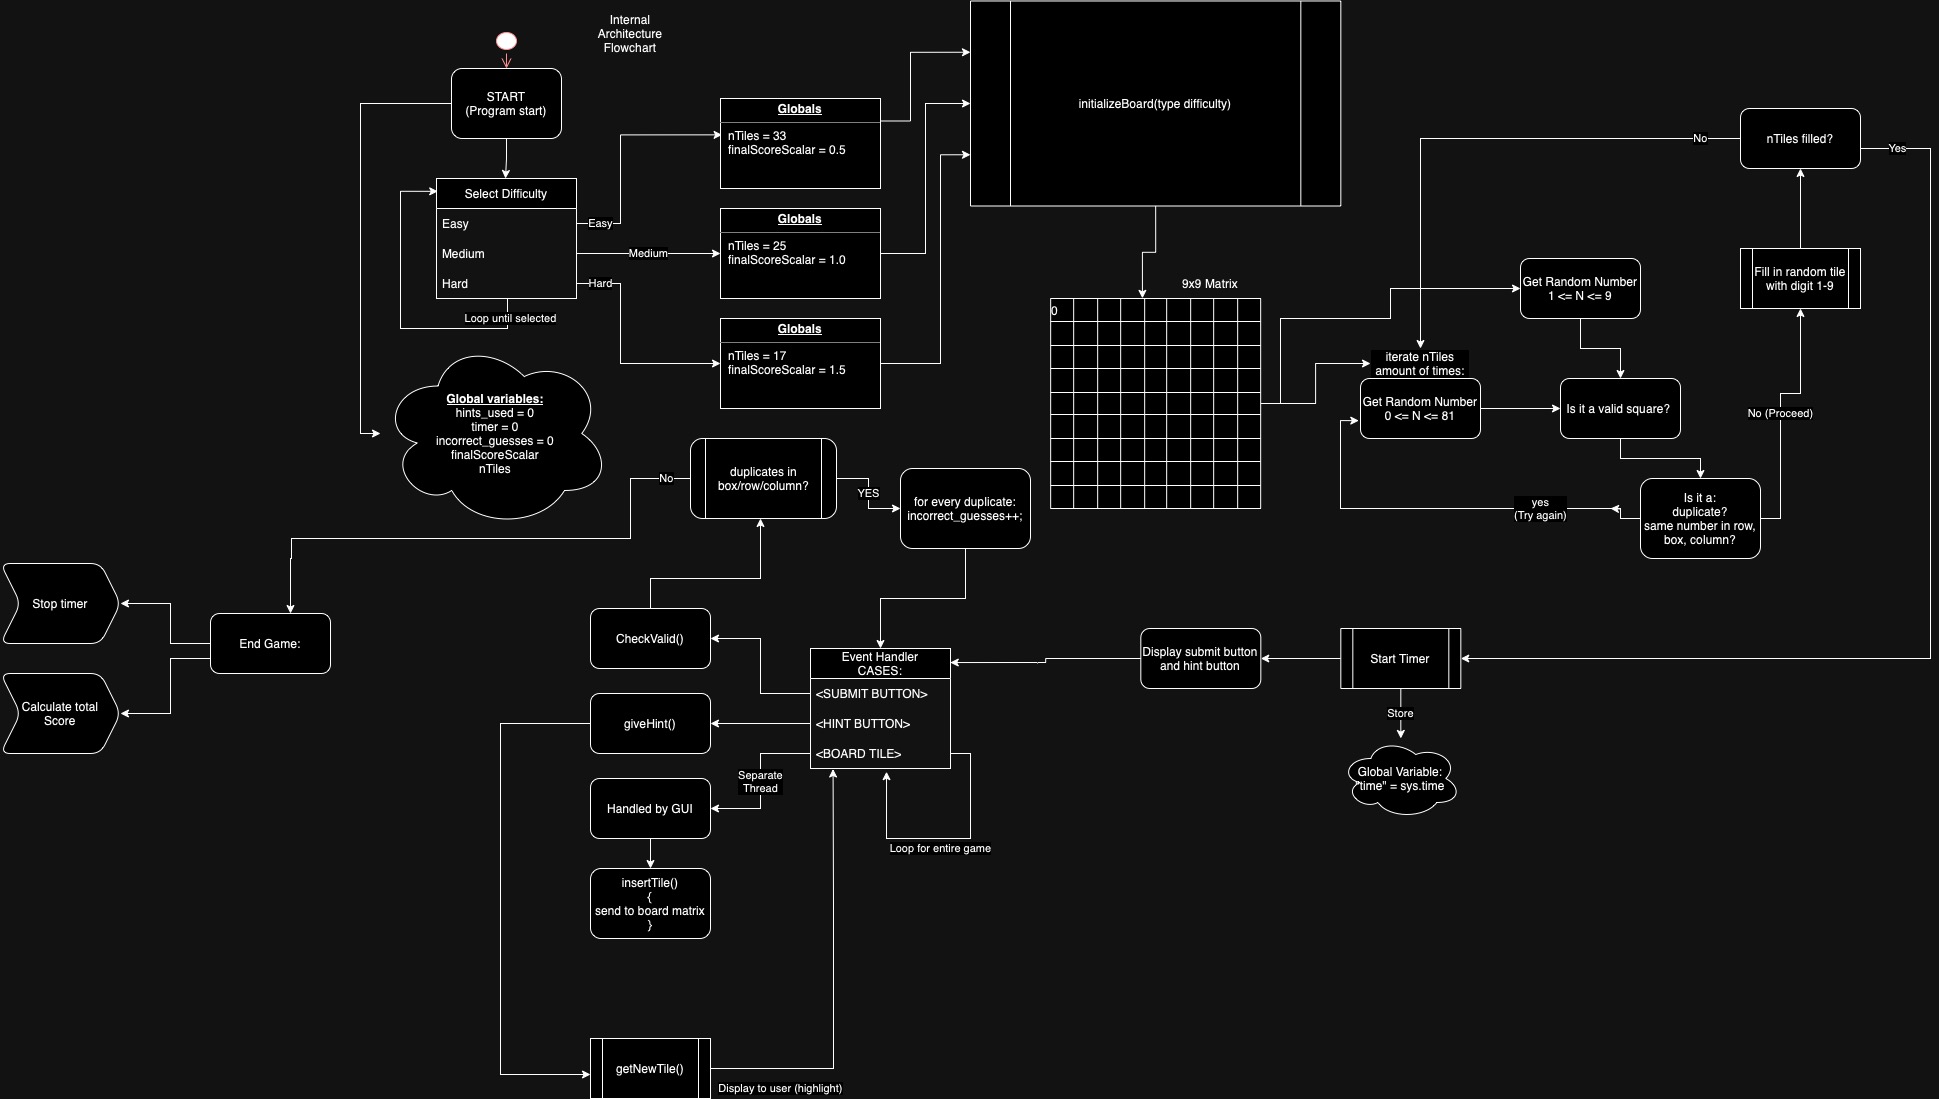 Internal
Architecture
Flowchart
START
(Program start)
Select Difficulty
Easy
Medium
Hard
Loop until selected
Easy
Medium
Hard
Globals
nTiles = 33
finalScoreScalar = 0.5
Globals
nTiles = 25
finalScoreScalar = 1.0
Globals
nTiles = 17
finalScoreScalar = 1.5
Global variables:
hints_used = 0
timer = 0
incorrect_guesses = 0
finalScoreScalar
nTiles
initializeBoard(type difficulty)
9x9 Matrix
0
Get Random Number
1 <= N <= 9
iterate nTiles
amount of times:
Get Random Number
0 <= N <= 81
Is it a valid square?
Is it a:
duplicate?
same number in row,
box, column?
yes
(Try again)
No (Proceed)
Fill in random tile
with digit 1-9
nTiles filled?
No
Yes
Start Timer
Store
Global Variable:
"time" = sys.time
Display submit button
and hint button
Event Handler
CASES:
<SUBMIT BUTTON>
<HINT BUTTON>
<BOARD TILE>
Loop for entire game
CheckValid()
duplicates in
box/row/column?
YES
for every duplicate:
incorrect_guesses++;
No
End Game:
Stop timer
Calculate total
Score
giveHint()
Separate
Thread
Handled by GUI
insertTile()
{
send to board matrix
}
getNewTile()
Display to user (highlight)